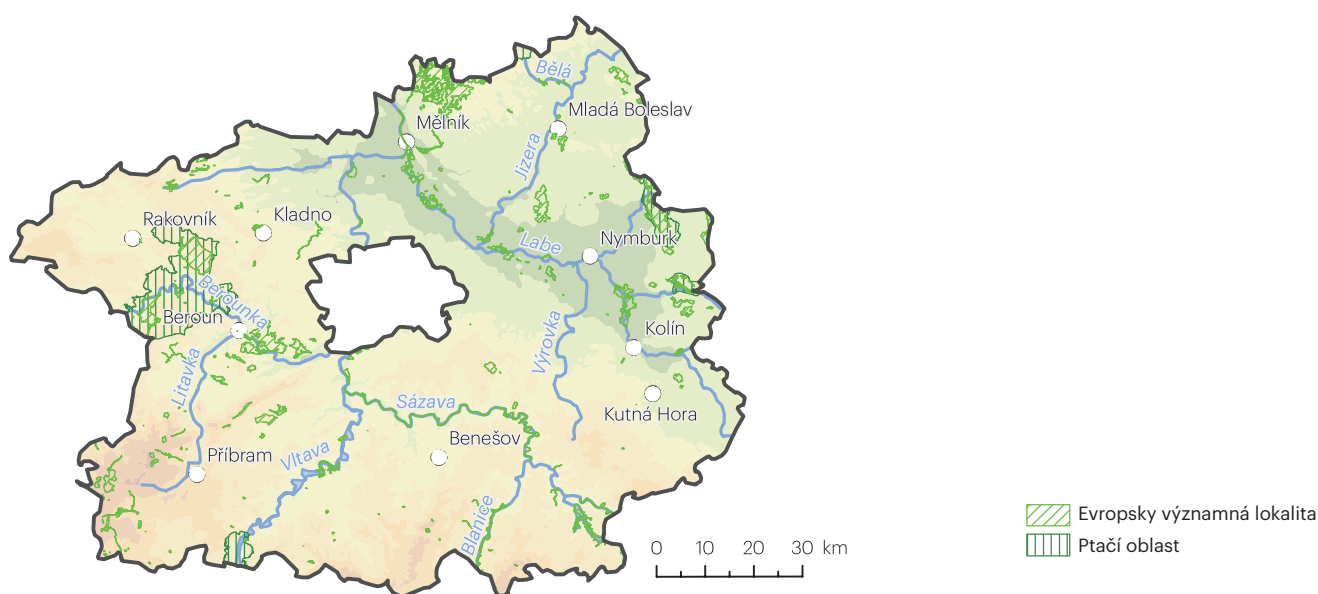 Bělá
Mladá Boleslav
Mělník
Jizera
Rakovník
Kladno
Nymburk
Labe
Berounka
Beroun
Kolín
Výrovka
Litavka
Sázava
Kutná Hora
Benešov
Příbram
Vltava
Blanice
0 10 20 30 km
Evropsky významná lokalita
Ptačí oblast